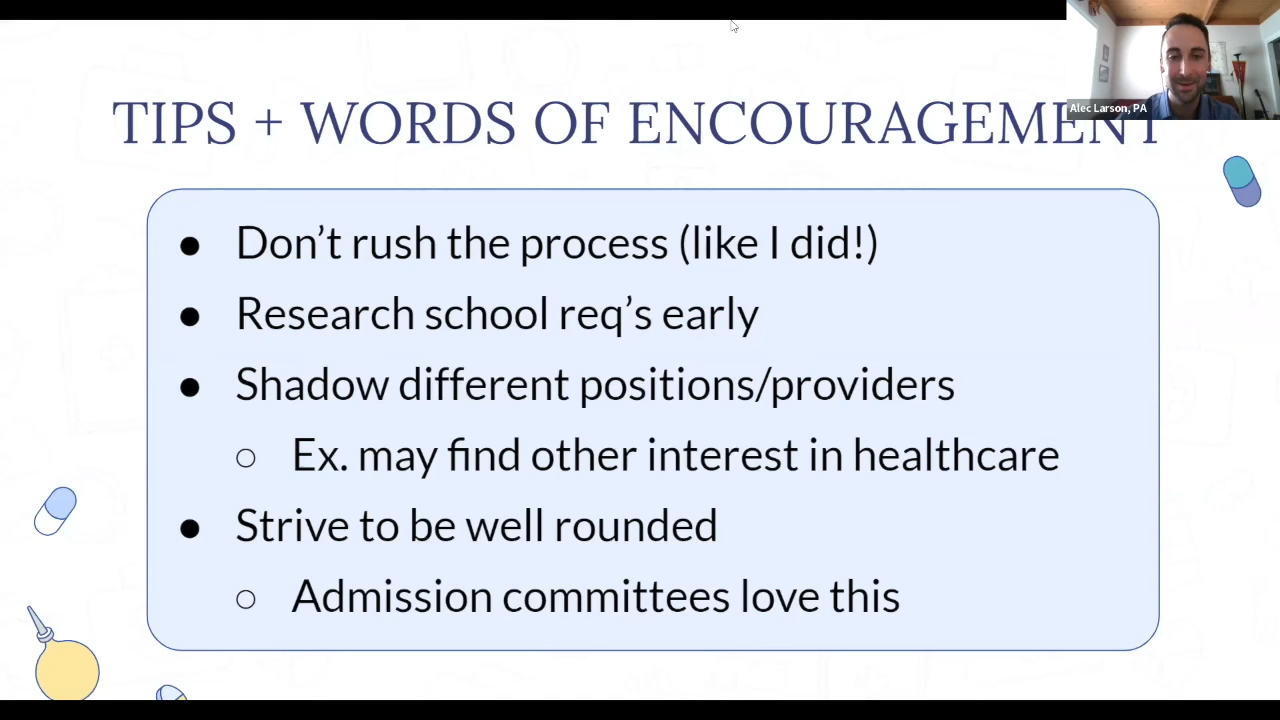 TIPS + WORDS OF ENCOURAGEMENT
Alec Larson, PA
● Don’t rush the process (like I did!)
● Research school req’s early
● Shadow different positions/providers
○ Ex. may find other interest in healthcare
● Strive to be well rounded
○ Admission committees love this